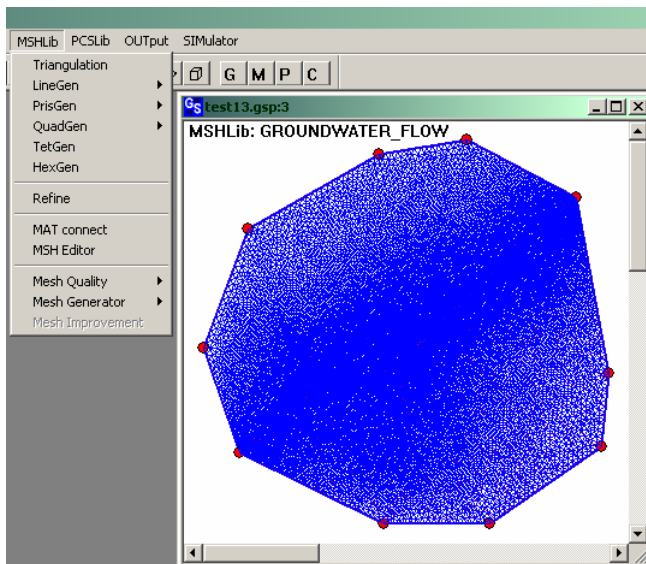 MSHLib PCSLib OUTput SIMulator
Triangulation
LineGen
PrisGen
QuadGen
TetGen
HexGen
Refine
MAT connect
MSH Editor
Mesh Quality
Mesh Generator
Mesh Improvement
G M P C
GS test13.gsp:3
MSHLib: GROUNDWATER_FLOW